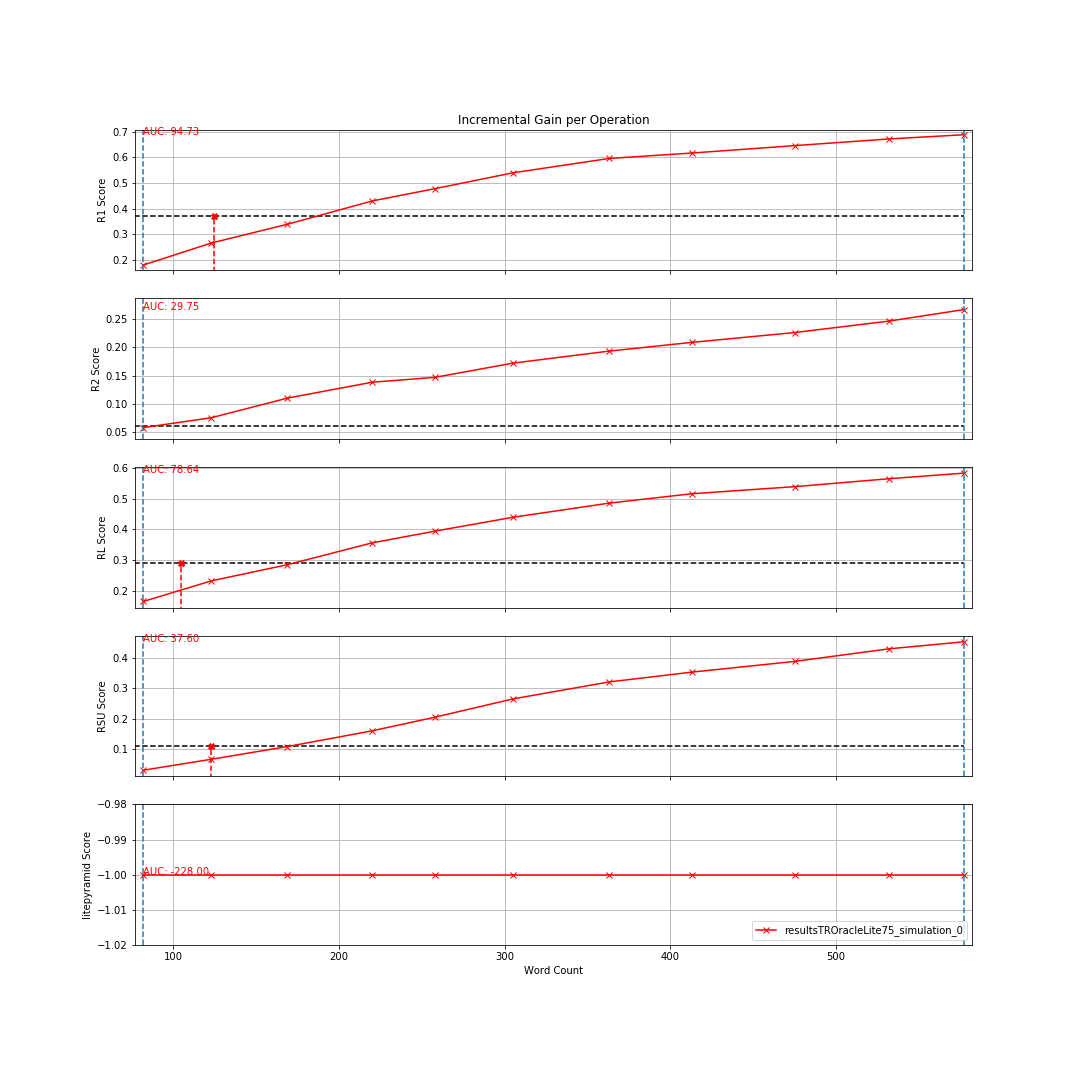 Incremental Gain per Operation
0.7
AUC: 94.73
0.6
0.5
0.4
0.3
0.2
R1 Score
AUC: 29.75
0.25
0.20
0.15
0.10
0.05
R2 Score
0.6
AUC: 78.64
0.5
0.4
0.3
0.2
RL Score
AUC: 37.60
0.4
0.3
0.2
0.1
RSU Score
−0.98
−0.99
−1.00
AUC: -228.00
−1.01
−1.02
litepyramid Score
resultsTROracleLite75_simulation_0
100 200 300 400 500
Word Count